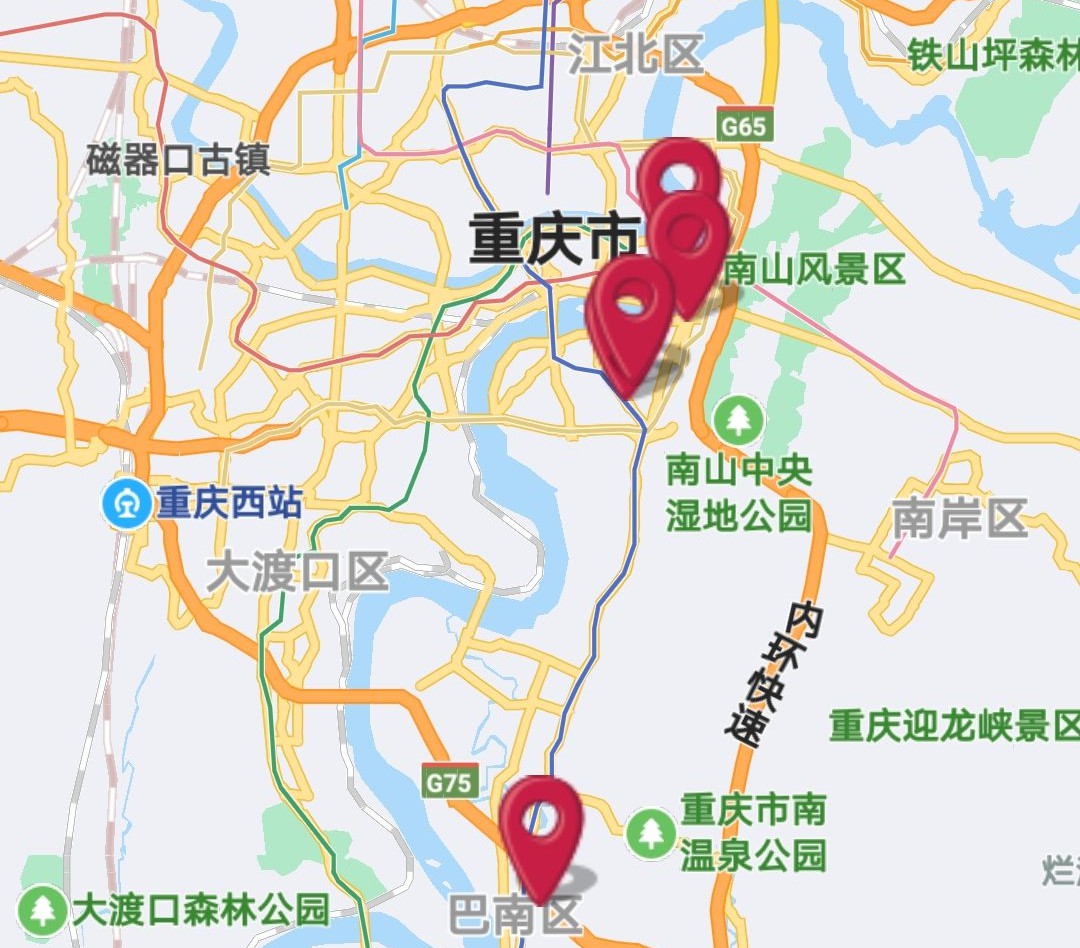 江北区
铁山坪森林
G65
磁器口古镇
重庆市
南山风景区
南山中央
湿地公园
重庆西站
南岸区
大渡口区
内环快速
重庆迎龙峡景区
G75
重庆市南
温泉公园
大渡口森林公园
巴南区